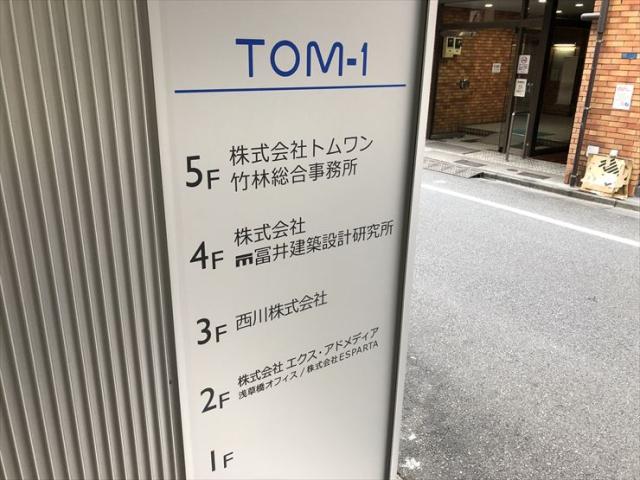 TOM-1
5F 株式会社トムワン
竹林総合事務所
4F 株式会社
冨井建築設計研究所
3F 西川株式会社
2F 株式会社 エクス・アドメディア
浅草橋オフィス / 株式会社ESPARTA
1F